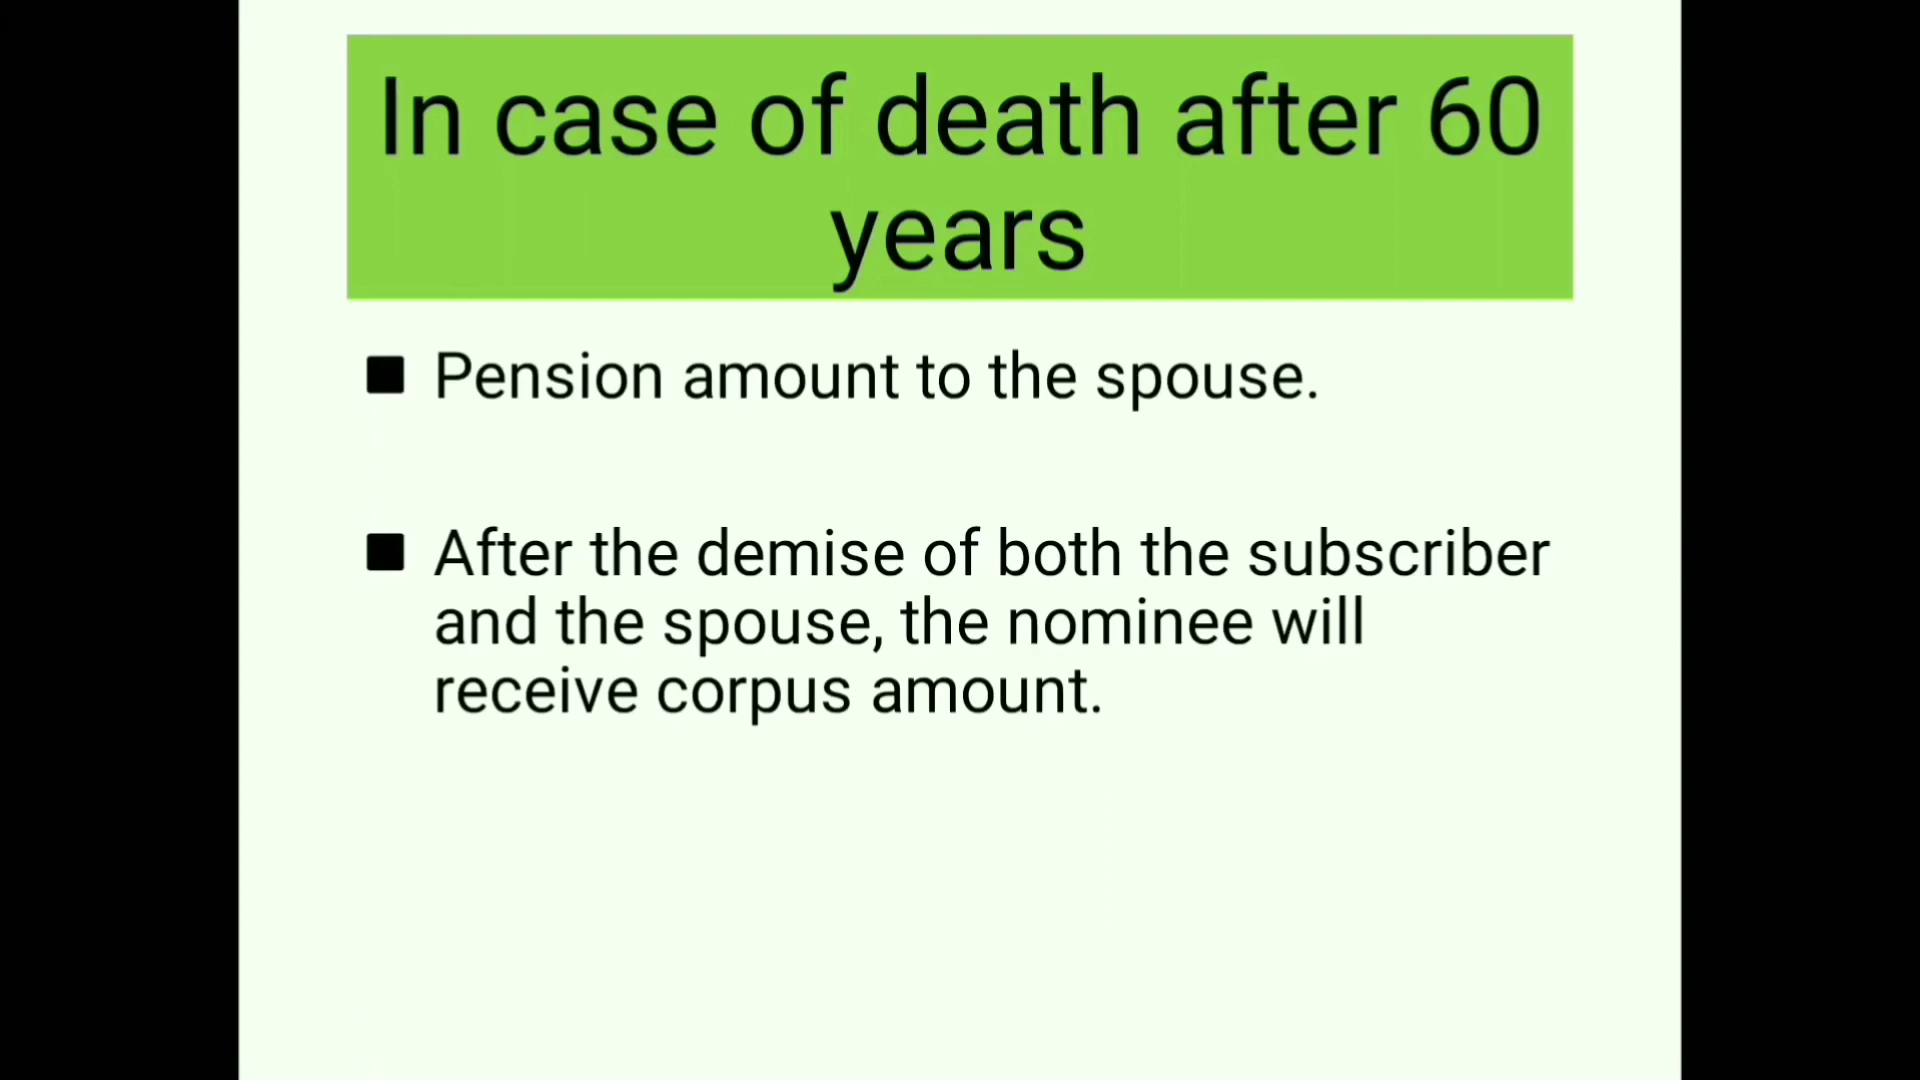 In case of death after 60
years
■ Pension amount to the spouse.
■ After the demise of both the subscriber
and the spouse, the nominee will
receive corpus amount.